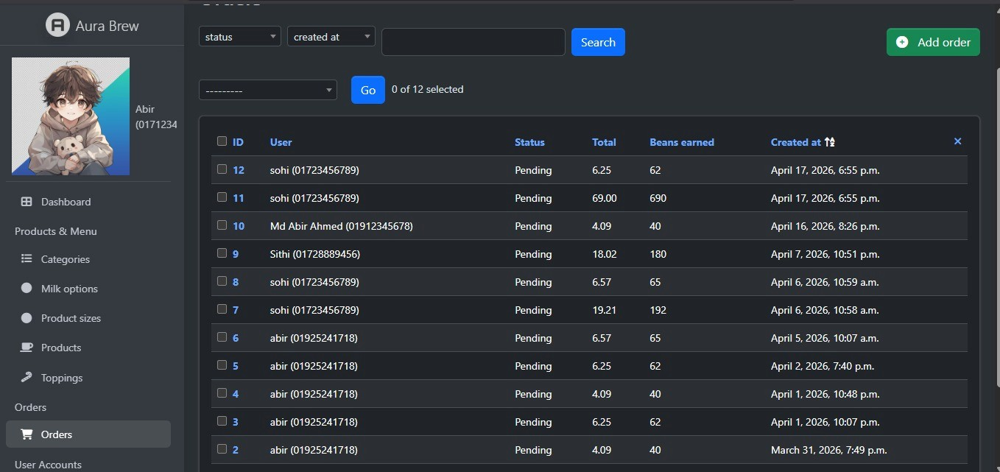 Aura Brew
Abir
(0171234
Dashboard
Products & Menu
Categories
Milk options
Product sizes
Products
Toppings
Orders
Orders
User Accounts
status
created at
Search
Add order
---------
Go
0 of 12 selected
ID User Status Total Beans earned Created at
12 sohi (01723456789) Pending 6.25 62 April 17, 2026, 6:55 p.m.
11 sohi (01723456789) Pending 69.00 690 April 17, 2026, 6:55 p.m.
10 Md Abir Ahmed (01912345678) Pending 4.09 40 April 16, 2026, 8:26 p.m.
9 Sithi (01728889456) Pending 18.02 180 April 7, 2026, 10:51 p.m.
8 sohi (01723456789) Pending 6.57 65 April 6, 2026, 10:59 a.m.
7 sohi (01723456789) Pending 19.21 192 April 6, 2026, 10:58 a.m.
6 abir (01925241718) Pending 6.57 65 April 5, 2026, 10:07 a.m.
5 abir (01925241718) Pending 6.25 62 April 2, 2026, 7:40 p.m.
4 abir (01925241718) Pending 4.09 40 April 1, 2026, 10:48 p.m.
3 abir (01925241718) Pending 6.25 62 April 1, 2026, 10:07 p.m.
2 abir (01925241718) Pending 4.09 40 March 31, 2026, 7:49 p.m.